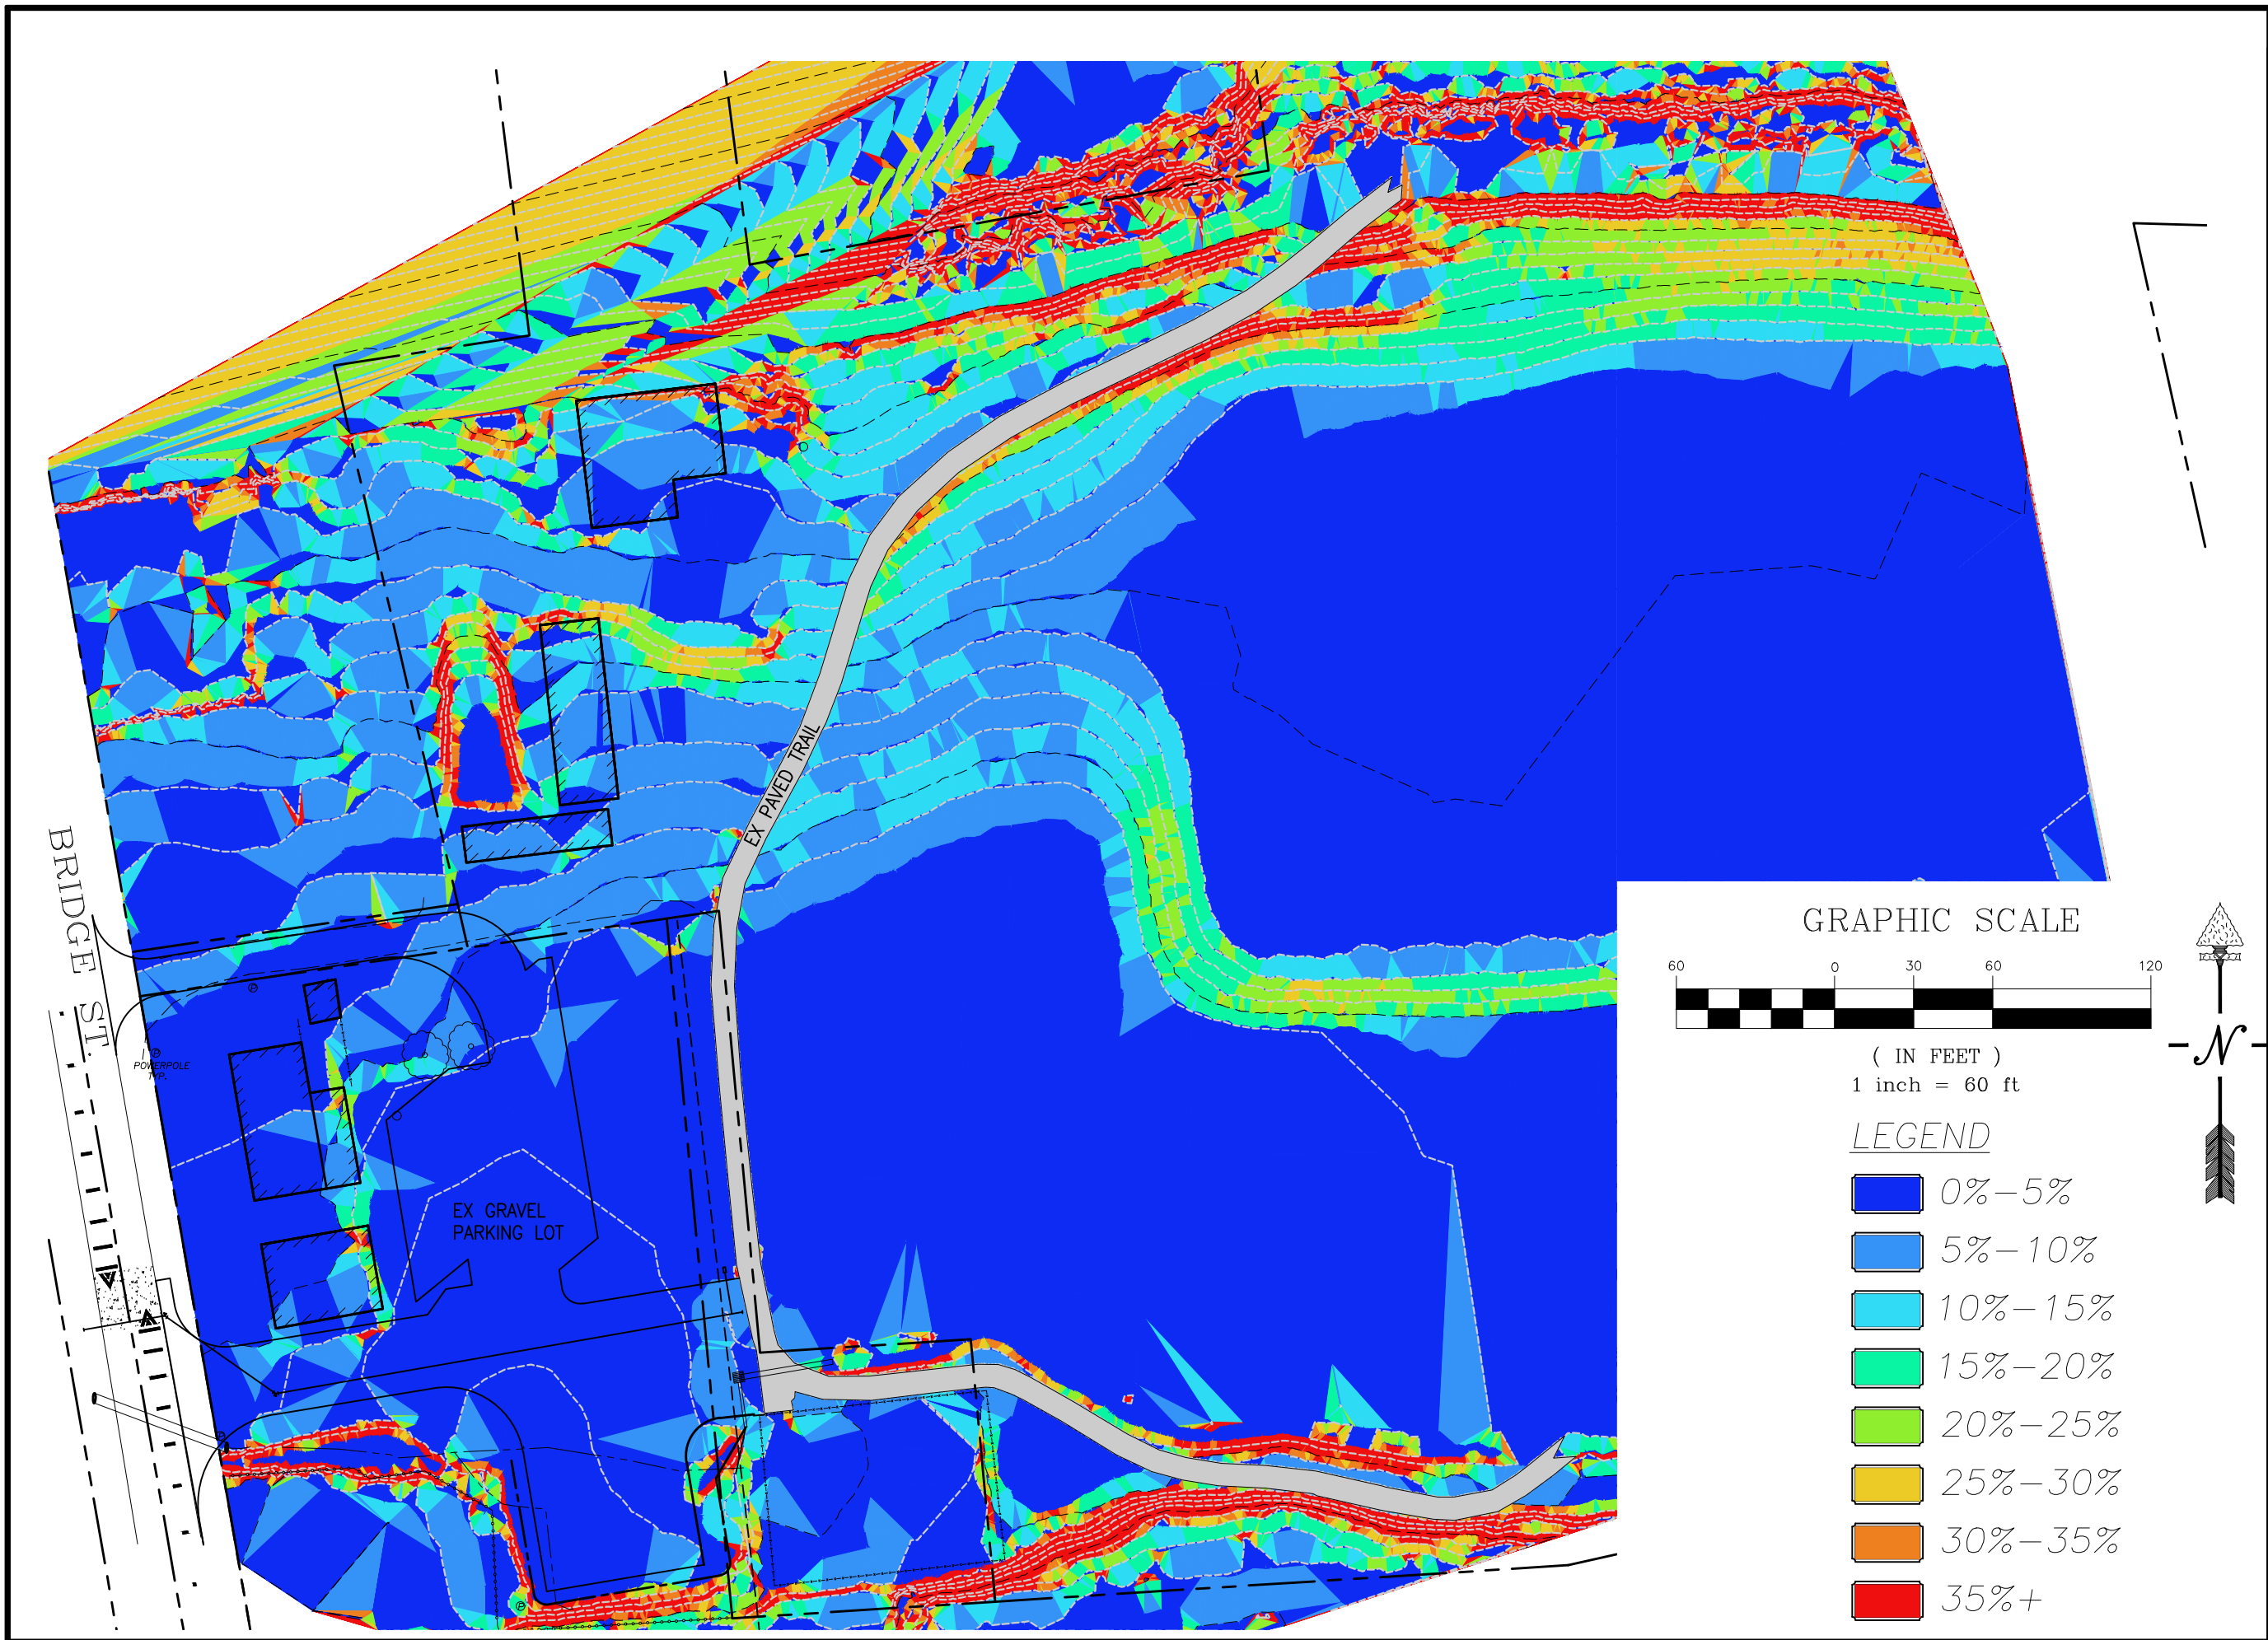 EX PAVED TRAIL
BRIDGE ST.
POWERPOLE
TYP.
EX GRAVEL
PARKING LOT
GRAPHIC SCALE
60 0 30 60 120
( IN FEET )
1 inch = 60 ft
N
LEGEND
0%-5%
5%-10%
10%-15%
15%-20%
20%-25%
25%-30%
30%-35%
35%+